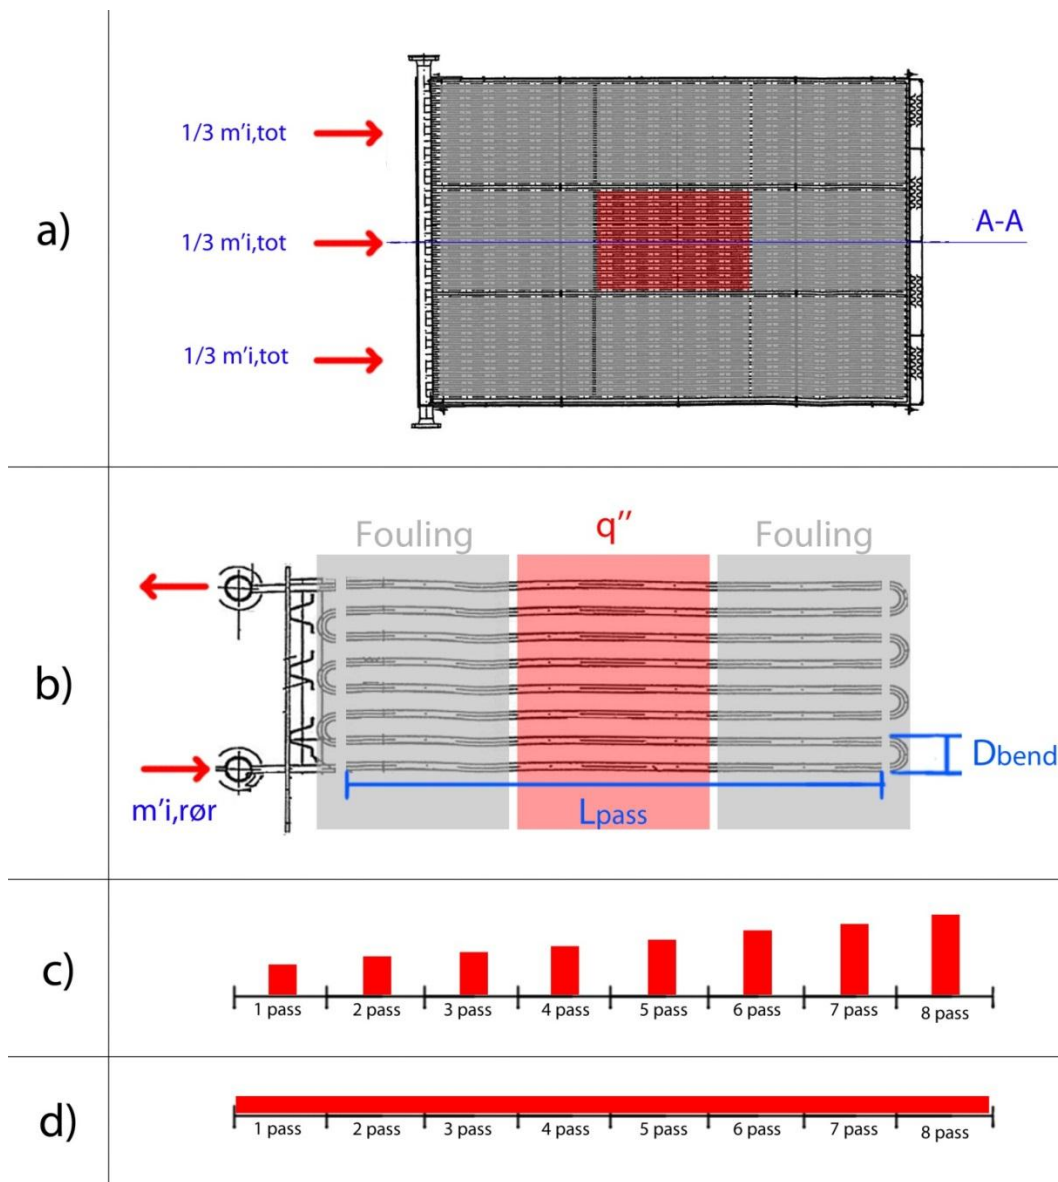 a)
1/3 m'i,tot
1/3 m'i,tot
A-A
1/3 m'i,tot
b)
Fouling
q''
Fouling
Dbend
m'i,rør
Lpass
c)
1 pass 2 pass 3 pass 4 pass 5 pass 6 pass 7 pass 8 pass
d)
1 pass 2 pass 3 pass 4 pass 5 pass 6 pass 7 pass 8 pass